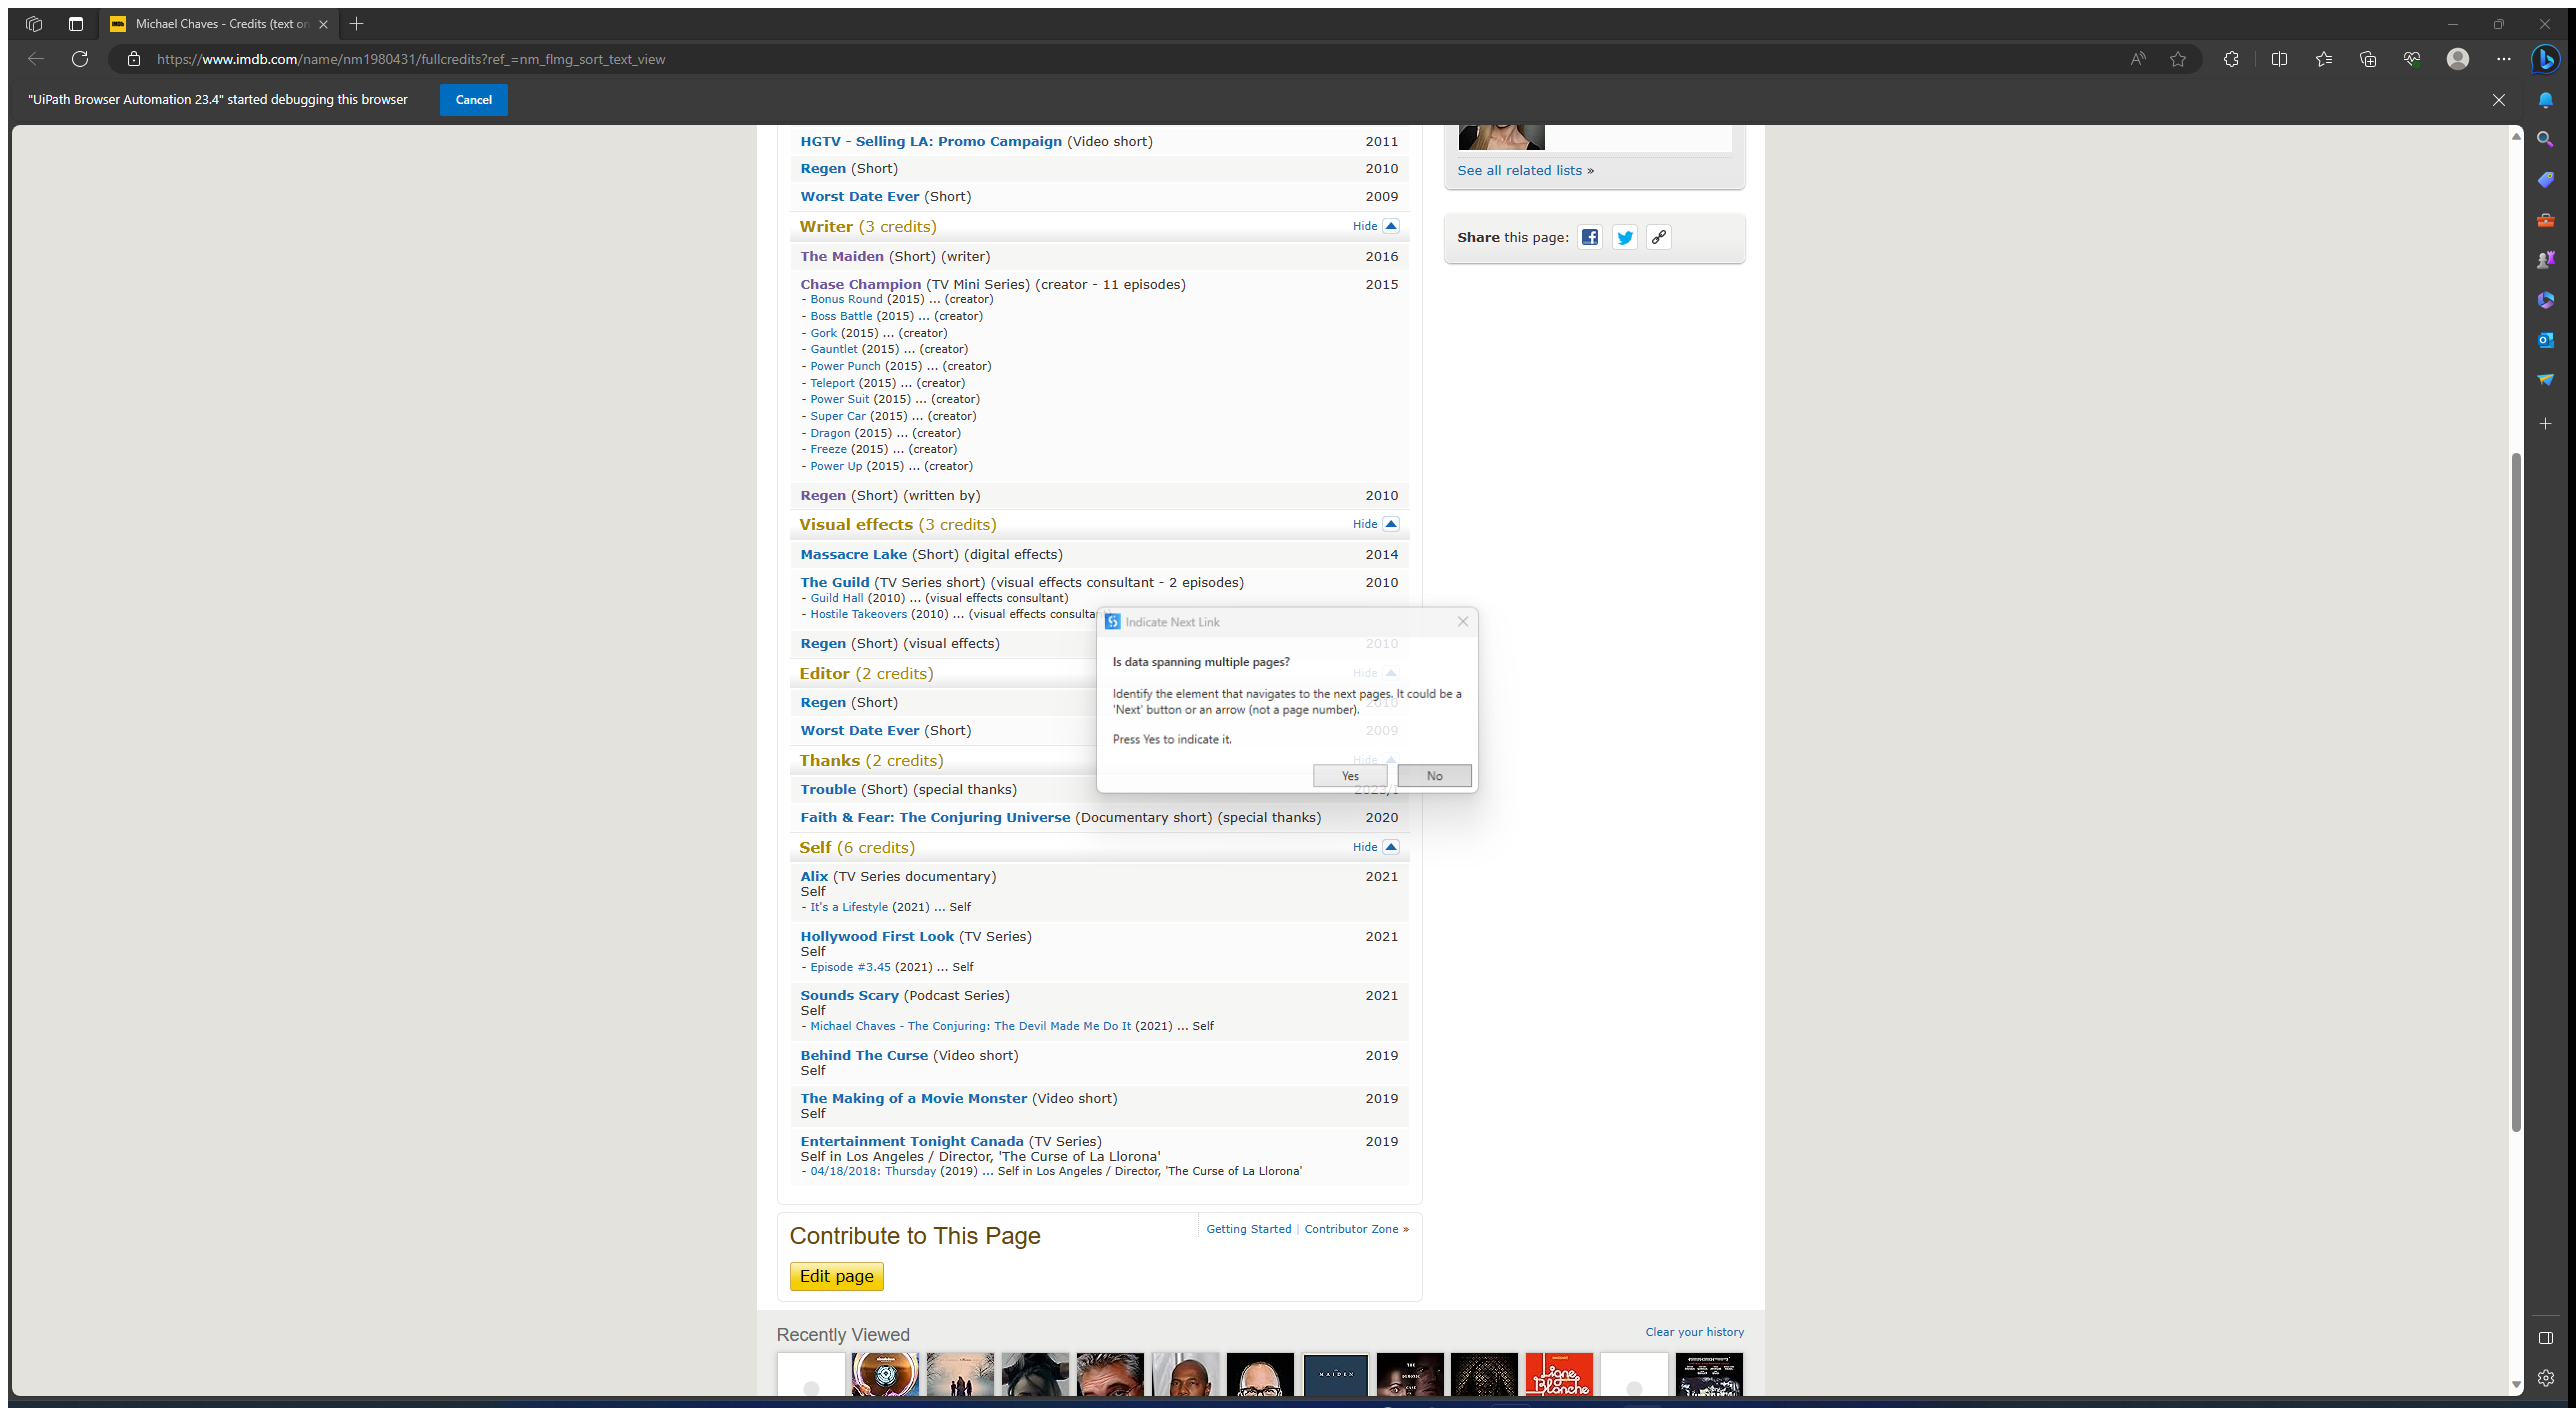 Michael Chaves - Credits (text on
https://www.imdb.com/name/nm1980431/fullcredits?ref_=nm_flmg_sort_text_view
"UiPath Browser Automation 23.4" started debugging this browser
Cancel
HGTV - Selling LA: Promo Campaign (Video short) 2011
Regen (Short) 2010
Worst Date Ever (Short) 2009
Writer (3 credits) Hide
The Maiden (Short) (writer) 2016
Chase Champion (TV Mini Series) (creator - 11 episodes) 2015
- Bonus Round (2015) ... (creator)
- Boss Battle (2015) ... (creator)
- Gork (2015) ... (creator)
- Gauntlet (2015) ... (creator)
- Power Punch (2015) ... (creator)
- Teleport (2015) ... (creator)
- Power Suit (2015) ... (creator)
- Super Car (2015) ... (creator)
- Dragon (2015) ... (creator)
- Freeze (2015) ... (creator)
- Power Up (2015) ... (creator)
Regen (Short) (written by) 2010
Visual effects (3 credits) Hide
Massacre Lake (Short) (digital effects) 2014
The Guild (TV Series short) (visual effects consultant - 2 episodes) 2010
- Guild Hall (2010) ... (visual effects consultant)
- Hostile Takeovers (2010) ... (visual effects consultant
Regen (Short) (visual effects) 2010
Editor (2 credits) Hide
Regen (Short) 2010
Worst Date Ever (Short) 2009
Thanks (2 credits) Hide
Trouble (Short) (special thanks) 2023/I
Faith & Fear: The Conjuring Universe (Documentary short) (special thanks) 2020
Self (6 credits) Hide
Alix (TV Series documentary) 2021
Self
- It's a Lifestyle (2021) ... Self
Hollywood First Look (TV Series) 2021
Self
- Episode #3.45 (2021) ... Self
Sounds Scary (Podcast Series) 2021
Self
- Michael Chaves - The Conjuring: The Devil Made Me Do It (2021) ... Self
Behind The Curse (Video short) 2019
Self
The Making of a Movie Monster (Video short) 2019
Self
Entertainment Tonight Canada (TV Series) 2019
Self in Los Angeles / Director, 'The Curse of La Llorona'
- 04/18/2018: Thursday (2019) ... Self in Los Angeles / Director, 'The Curse of La Llorona'
Indicate Next Link
Is data spanning multiple pages?
Identify the element that navigates to the next pages. It could be a
'Next' button or an arrow (not a page number).
Press Yes to indicate it.
Yes No
See all related lists »
Share this page:
Contribute to This Page
Getting Started | Contributor Zone »
Edit page
Recently Viewed
Clear your history
MAIDEN
Ligne
Blanche